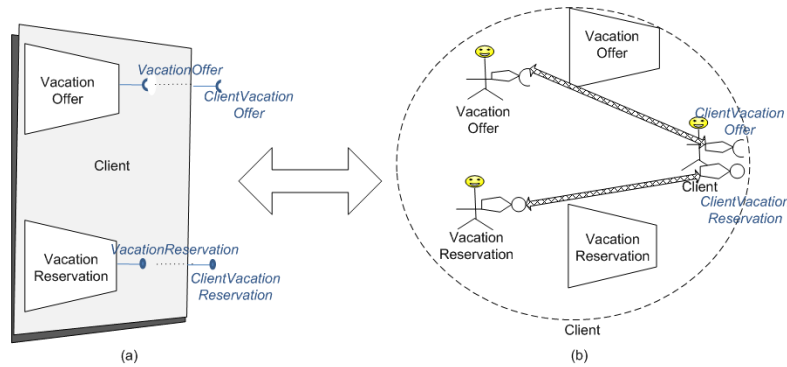 Vacation
Offer
VacationOffer
ClientVacation
Offer
Client
Vacation
Reservation
VacationReservation
ClientVacation
Reservation
(a)
Vacation
Offer
Vacation
Offer
ClientVacation
Offer
Client
ClientVacation
Reservation
Vacation
Reservation
Vacation
Reservation
Client
(b)